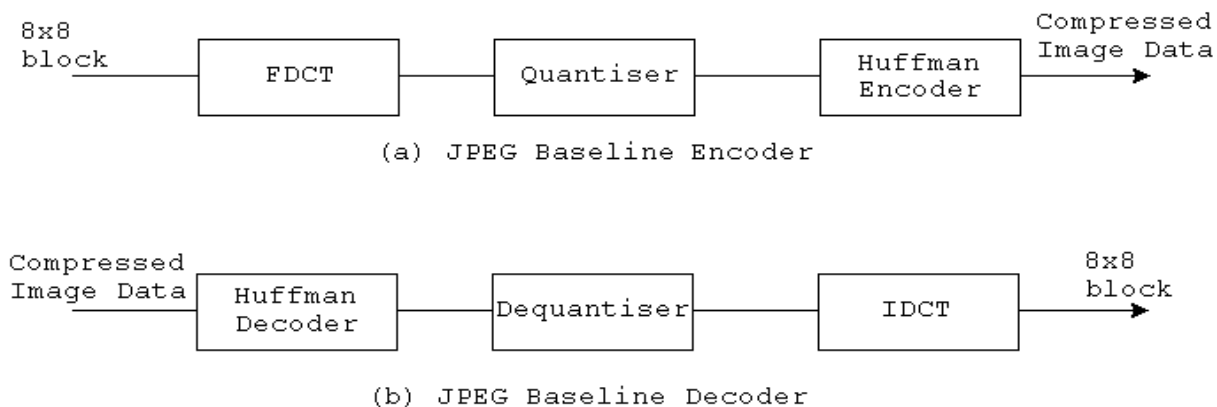 8x8
block
FDCT
Quantiser
Huffman
Encoder
Compressed
Image Data
(a) JPEG Baseline Encoder
Compressed
Image Data
Huffman
Decoder
Dequantiser
IDCT
8x8
block
(b) JPEG Baseline Decoder